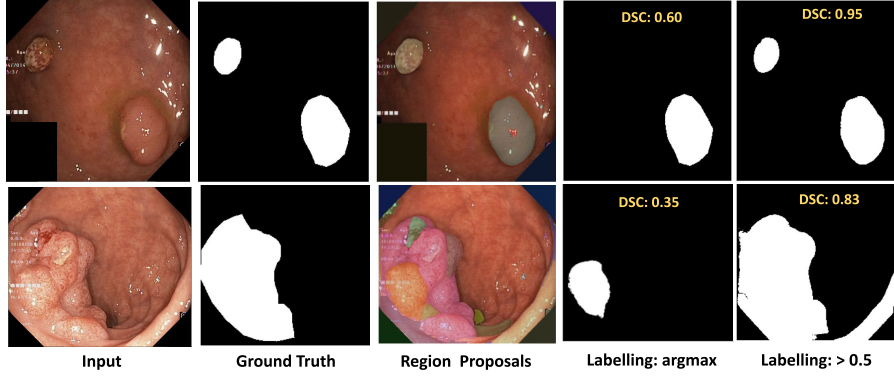 DSC: 0.60
DSC: 0.95
DSC: 0.35
DSC: 0.83
Input
Ground Truth
Region Proposals
Labelling: argmax
Labelling: > 0.5